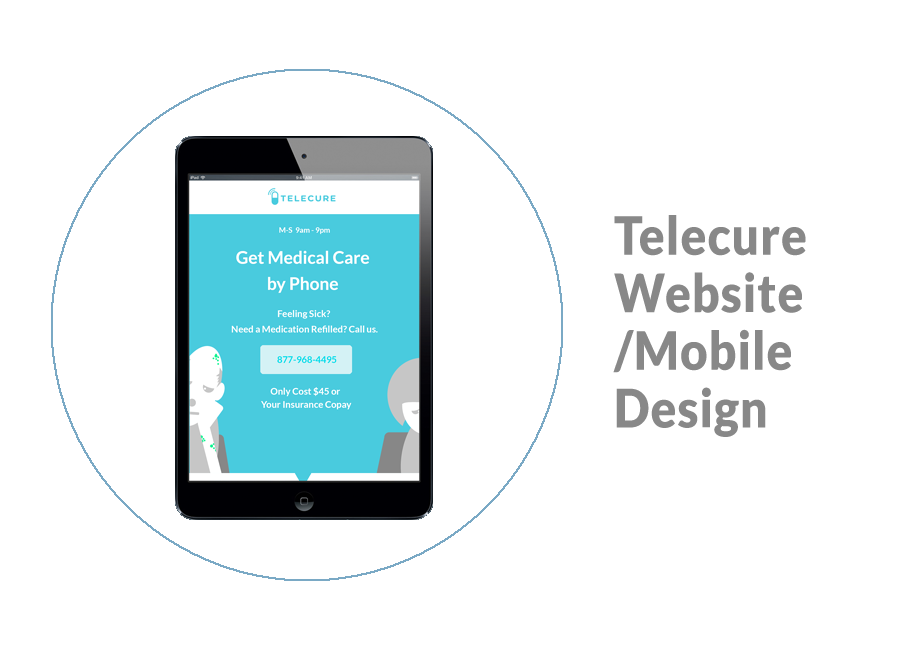 iPad
TELECURE
M-S 9am - 9pm
Get Medical Care
by Phone
Feeling Sick?
Need a Medication Refilled? Call us.
877-968-4495
Only Cost $45 or
Your Insurance Copay
Telecure
Website
/Mobile
Design